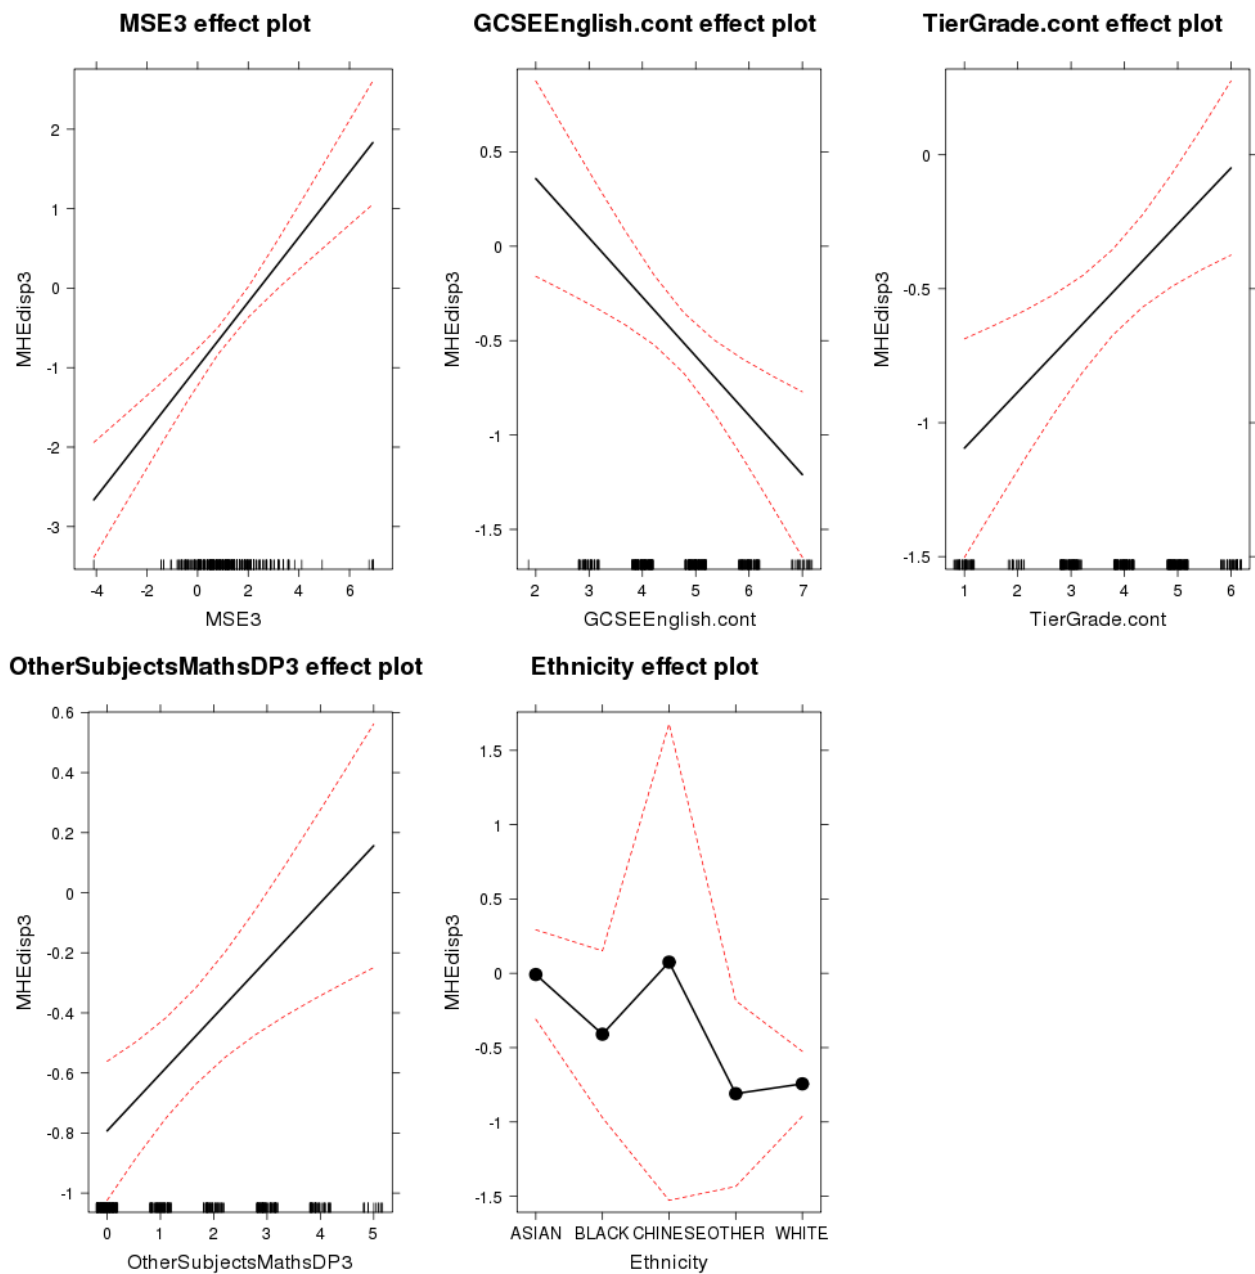 MSE3 effect plot
MHEdisp3
2
1
0
-1
-2
-3
-4 -2 0 2 4 6
MSE3
GCSEEnglish.cont effect plot
MHEdisp3
0.5
0
-0.5
-1
-1.5
2 3 4 5 6 7
GCSEEnglish.cont
TierGrade.cont effect plot
MHEdisp3
0
-0.5
-1
-1.5
1 2 3 4 5 6
TierGrade.cont
OtherSubjectsMathsDP3 effect plot
MHEdisp3
0.6
0.4
0.2
0
-0.2
-0.4
-0.6
-0.8
-1
0 1 2 3 4 5
OtherSubjectsMathsDP3
Ethnicity effect plot
MHEdisp3
1.5
1
0.5
0
-0.5
-1
-1.5
ASIAN BLACK CHINESE OTHER WHITE
Ethnicity